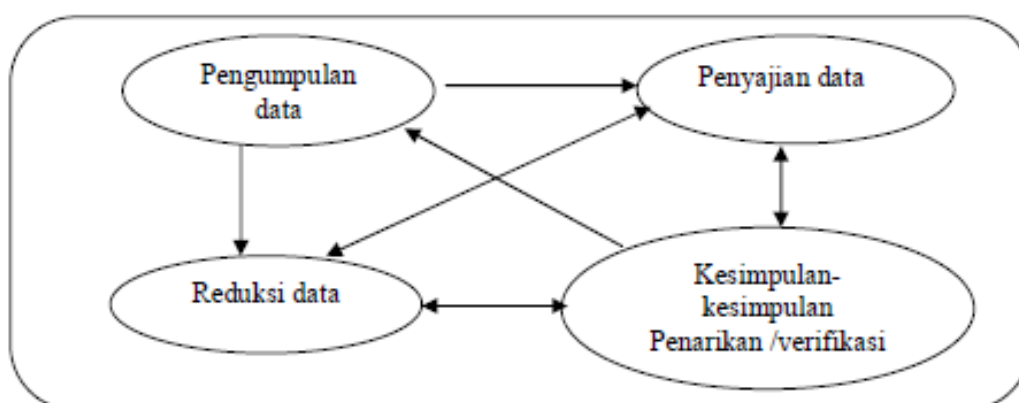 Pengumpulan
data
Penyajian data
Reduksi data
Kesimpulan-
kesimpulan
Penarikan /verifikasi